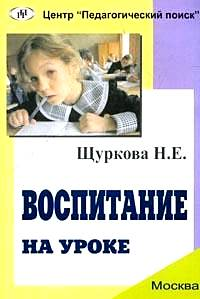 Центр "Педагогический поиск"
Щуркова Н.Е.
ВОСПИТАНИЕ
НА УРОКЕ
Москва